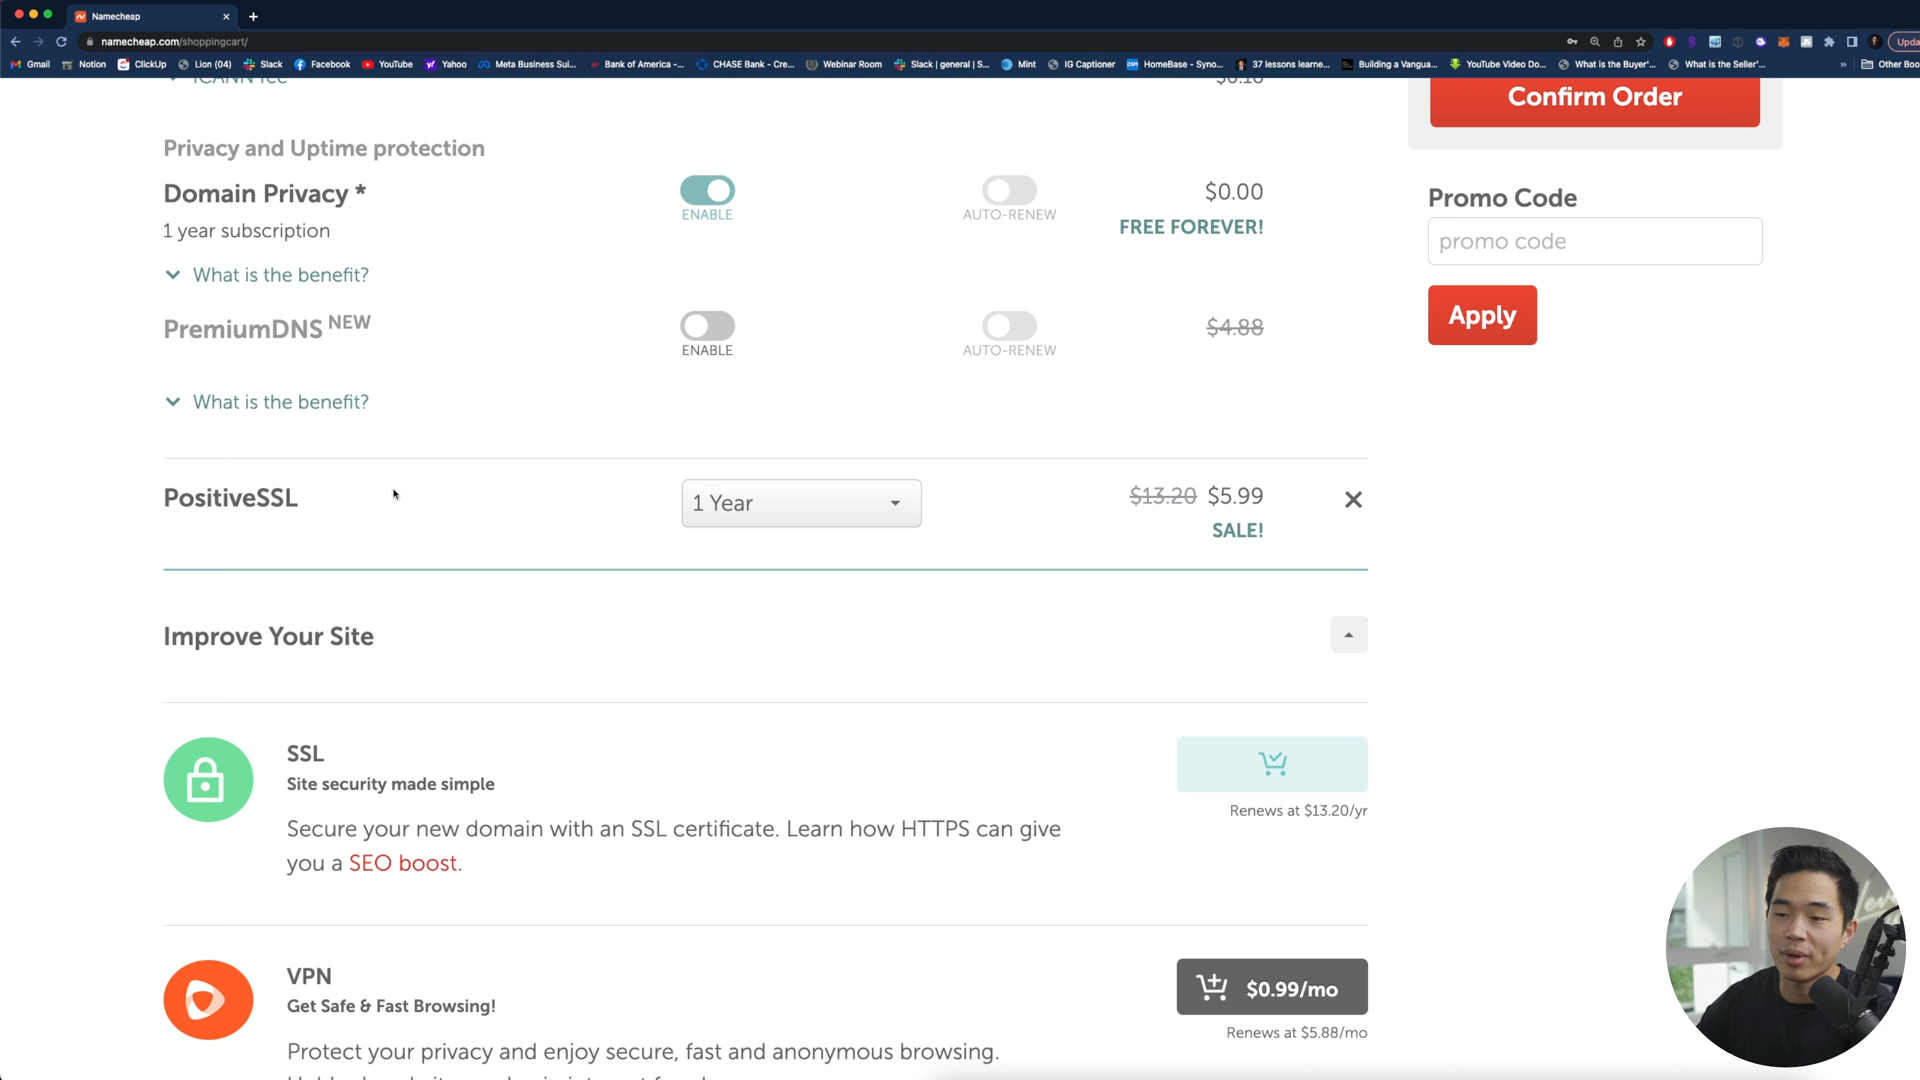 Namecheap
namecheap.com/shoppingcart/
Gmail Notion ClickUp Lion (04) Slack Facebook YouTube Yahoo Meta Business Sui... Bank of America -... CHASE Bank - Cre... Webinar Room Slack | general | S... Mint IG Captioner HomeBase - Syno... 37 lessons learne... Building a Vangua... YouTube Video Do... What is the Buyer'... What is the Seller'... » Other Boo
Confirm Order
Privacy and Uptime protection
Domain Privacy *
ENABLE
AUTO-RENEW
$0.00
FREE FOREVER!
1 year subscription
What is the benefit?
Promo Code
promo code
Apply
PremiumDNS NEW
ENABLE
AUTO-RENEW
$4.88
What is the benefit?
PositiveSSL
1 Year
$13.20 $5.99
SALE!
Improve Your Site
SSL
Site security made simple
Secure your new domain with an SSL certificate. Learn how HTTPS can give
you a SEO boost.
Renews at $13.20/yr
VPN
Get Safe & Fast Browsing!
$0.99/mo
Renews at $5.88/mo
Protect your privacy and enjoy secure, fast and anonymous browsing.